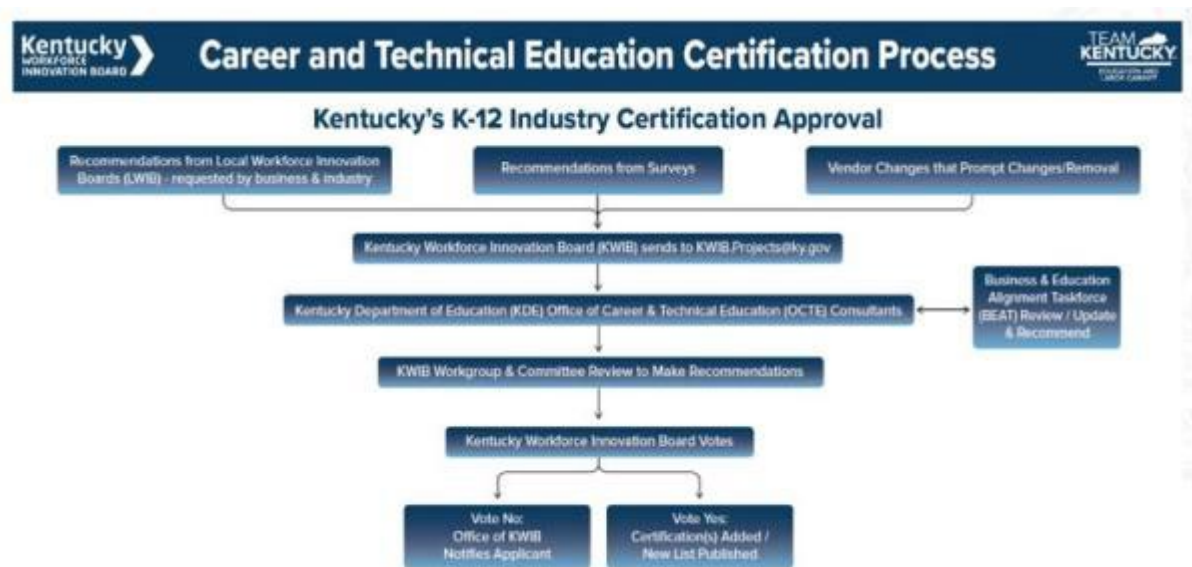 Kentucky
WORKFORCE
INNOVATION BOARD
Career and Technical Education Certification Process
TEAM
KENTUCKY
EDUCATION AND
LABOR CABINET
Kentucky's K-12 Industry Certification Approval
Recommendations from Local Workforce Innovation
Boards (LWIB) - requested by business & industry
Recommendations from Surveys
Vendor Changes that Prompt Changes/Removal
Kentucky Workforce Innovation Board (KWIB) sends to KWIB.Projects@ky.gov
Kentucky Department of Education (KDE) Office of Career & Technical Education (OCTE) Consultants
Business & Education
Alignment Taskforce
(BEAT) Review / Update
& Recommend
KWIB Workgroup & Committee Review to Make Recommendations
Kentucky Workforce Innovation Board Votes
Vote No:
Office of KWIB
Notifies Applicant
Vote Yes:
Certification(s) Added /
New List Published